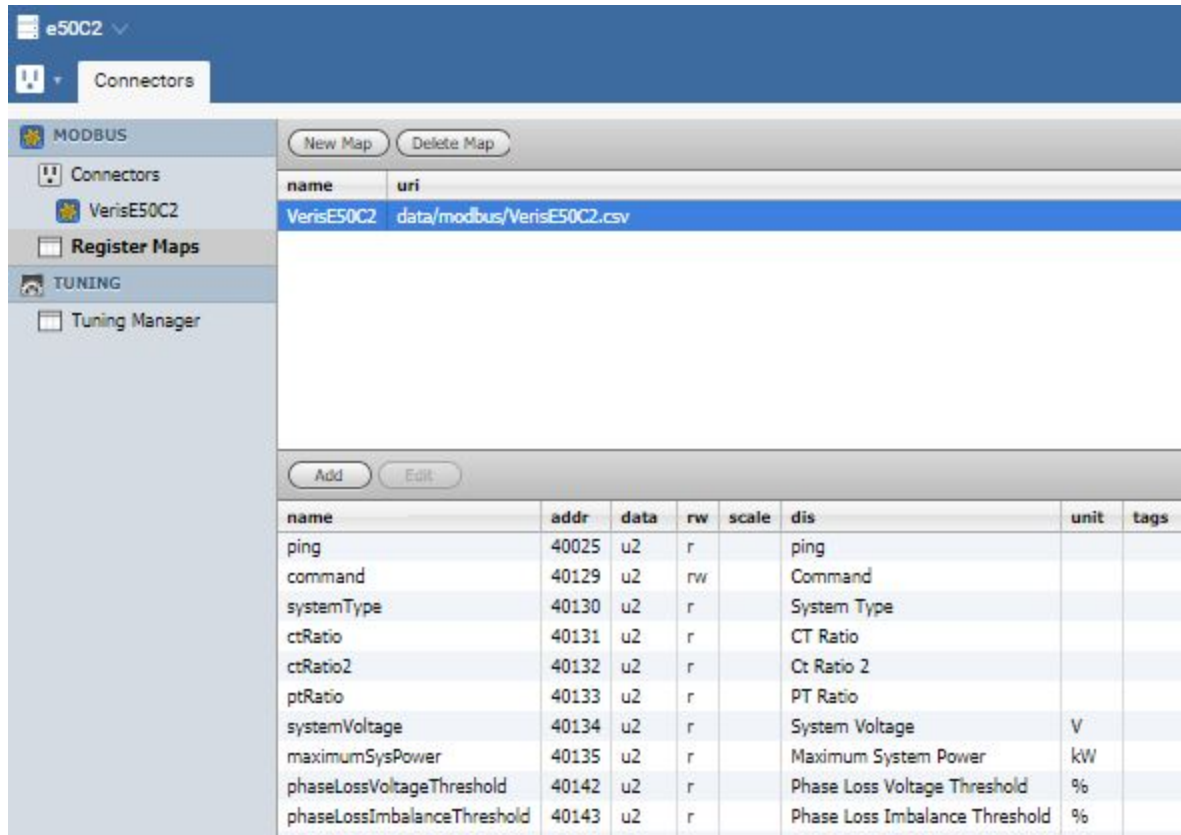 e50C2
Connectors
MODBUS
Connectors
VerisE50C2
Register Maps
TUNING
Tuning Manager
New Map Delete Map
name uri
VerisE50C2 data/modbus/VerisE50C2.csv
Add Edit
name addr data rw scale dis unit tags
ping 40025 u2 r ping
command 40129 u2 rw Command
systemType 40130 u2 r System Type
ctRatio 40131 u2 r CT Ratio
ctRatio2 40132 u2 r Ct Ratio 2
ptRatio 40133 u2 r PT Ratio
systemVoltage 40134 u2 r System Voltage V
maximumSysPower 40135 u2 r Maximum System Power kW
phaseLossVoltageThreshold 40142 u2 r Phase Loss Voltage Threshold %
phaseLossImbalanceThreshold 40143 u2 r Phase Loss Imbalance Threshold %